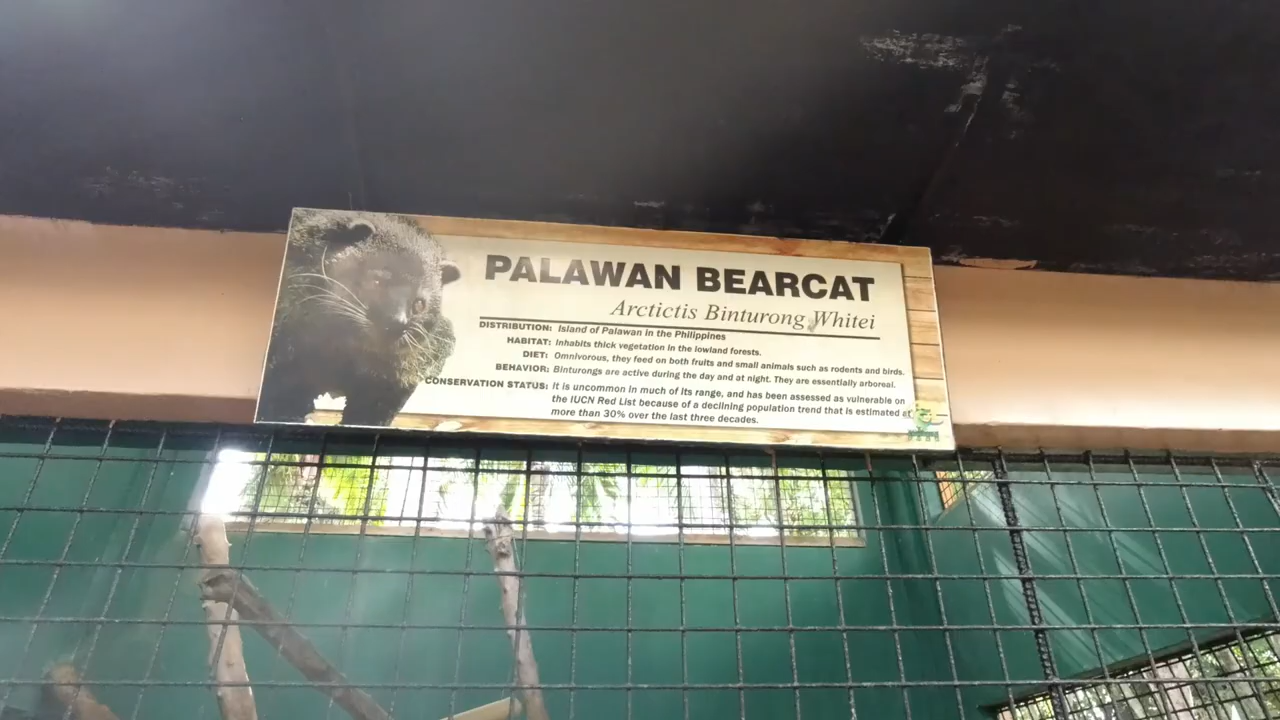 PALAWAN BEARCAT
Arctictis Binturong Whitei
DISTRIBUTION: Island of Palawan in the Philippines
HABITAT: Inhabits thick vegetation in the lowland forests.
DIET: Omnivorous, they feed on both fruits and small animals such as rodents and birds.
BEHAVIOR: Binturongs are active during the day and at night. They are essentially arboreal.
CONSERVATION STATUS: It is uncommon in much of its range, and has been assessed as vulnerable on
the IUCN Red List because of a declining population trend that is estimated at
more than 30% over the last three decades.